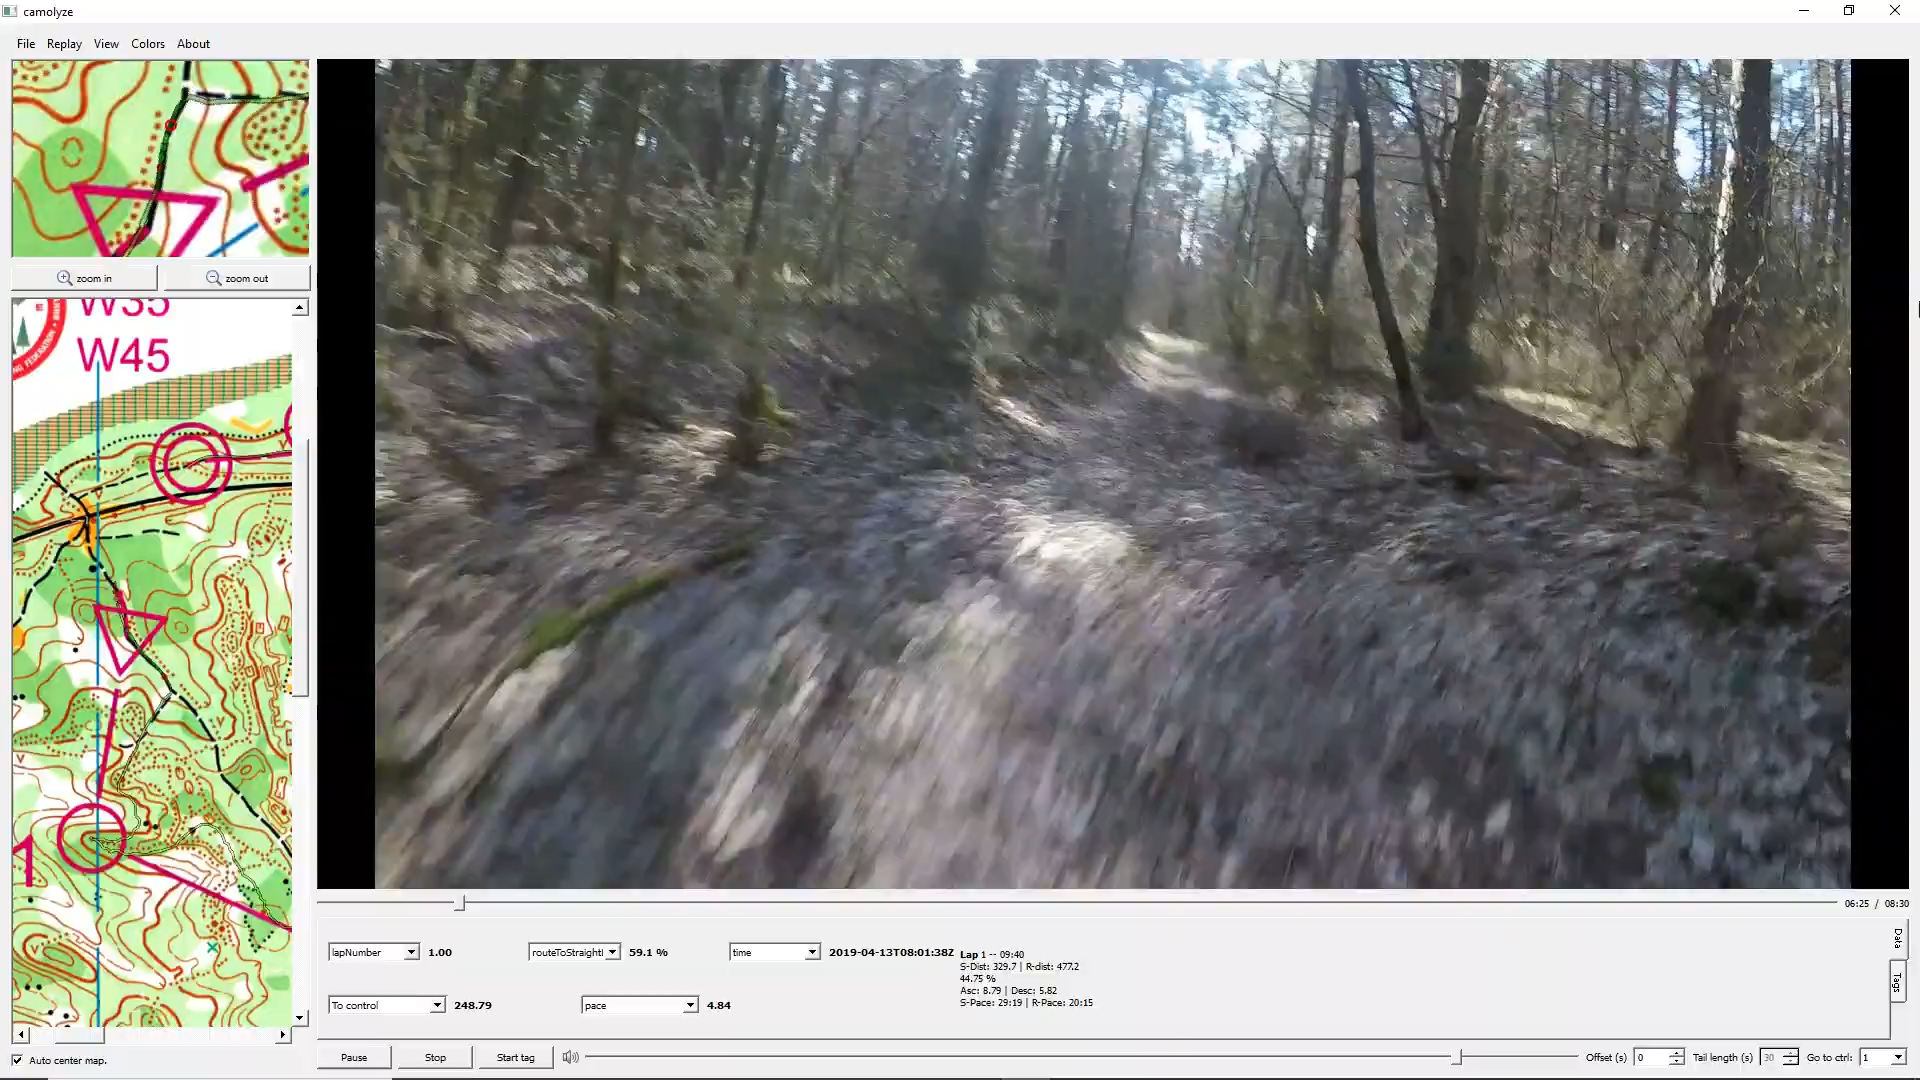 camolyze
File Replay View Colors About
zoom in zoom out
W35
W45
1
06:25 / 08:30
lapNumber 1.00 routeToStraightl 59.1 % time 2019-04-13T08:01:38Z
Lap 1 -- 09:40
S-Dist: 329.7 | R-dist: 477.2
44.75 %
Asc: 8.79 | Desc: 5.82
S-Pace: 29:19 | R-Pace: 20:15
To control 248.79 pace 4.84
Data
Tags
Auto center map.
Pause Stop Start tag Offset (s) 0 Tail length (s) 30 Go to ctrl: 1